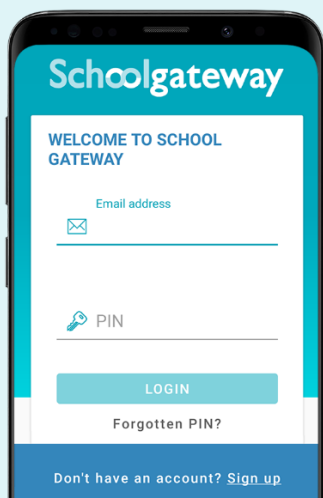 Schoolgateway
WELCOME TO SCHOOL
GATEWAY
Email address
PIN
LOGIN
Forgotten PIN?
Don't have an account? Sign up